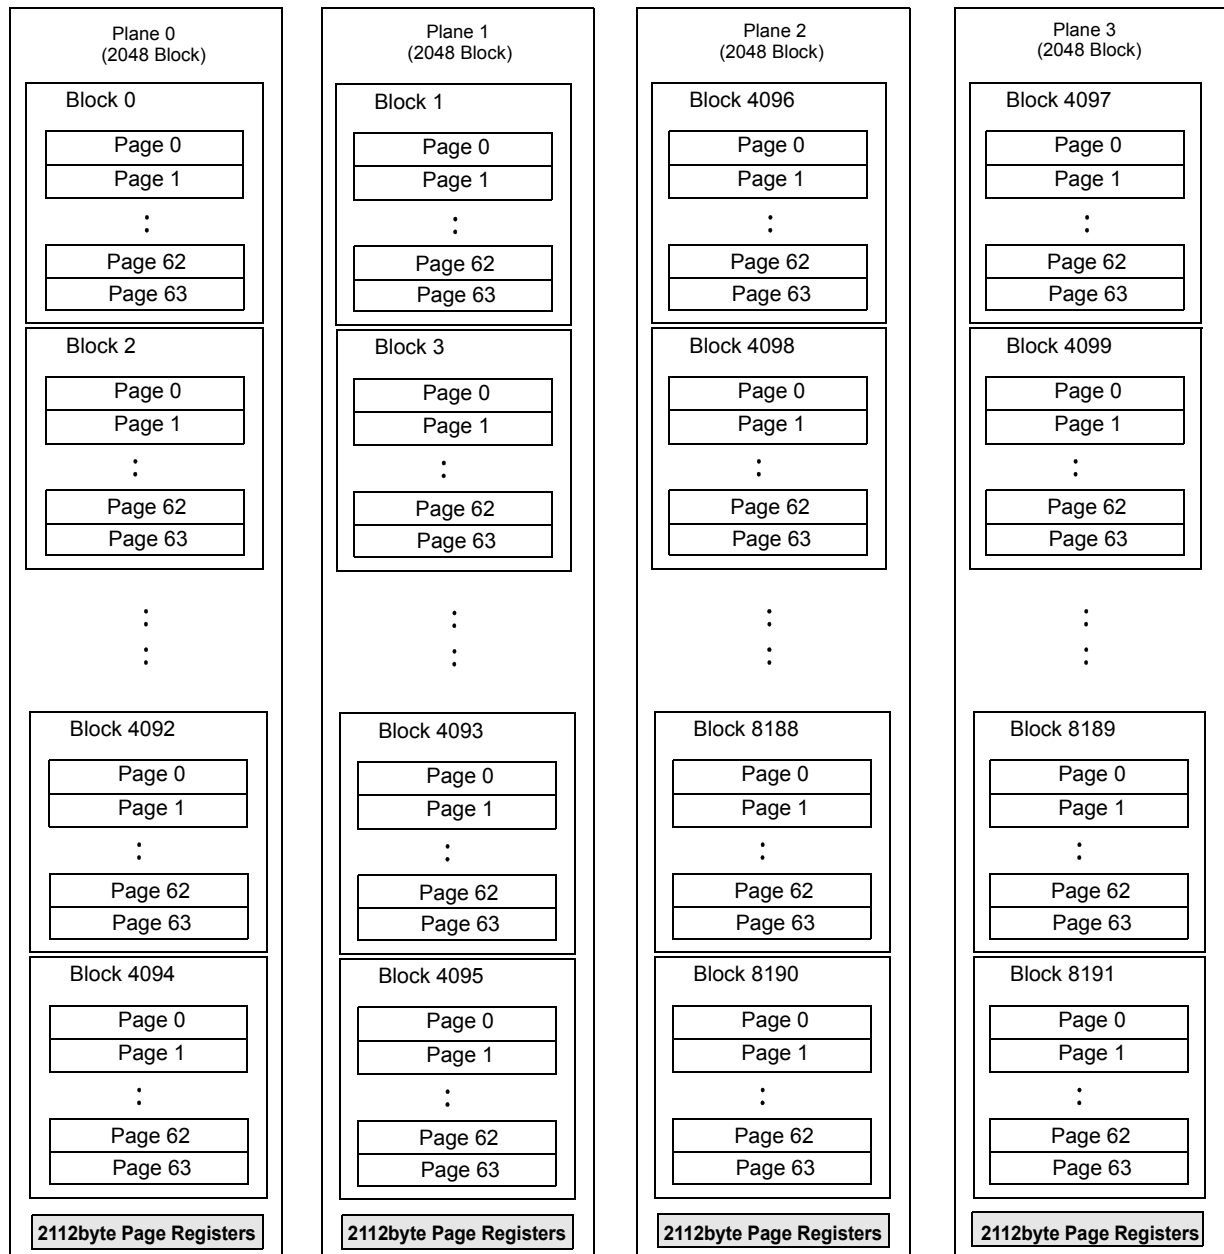 Plane 0
(2048 Block)
Block 0
Page 0
Page 1
Page 62
Page 63
Block 2
Page 0
Page 1
Page 62
Page 63
Block 4092
Page 0
Page 1
Page 62
Page 63
Block 4094
Page 0
Page 1
Page 62
Page 63
2112byte Page Registers
Plane 1
(2048 Block)
Block 1
Page 0
Page 1
Page 62
Page 63
Block 3
Page 0
Page 1
Page 62
Page 63
Block 4093
Page 0
Page 1
Page 62
Page 63
Block 4095
Page 0
Page 1
Page 62
Page 63
2112byte Page Registers
Plane 2
(2048 Block)
Block 4096
Page 0
Page 1
Page 62
Page 63
Block 4098
Page 0
Page 1
Page 62
Page 63
Block 8188
Page 0
Page 1
Page 62
Page 63
Block 8190
Page 0
Page 1
Page 62
Page 63
2112byte Page Registers
Plane 3
(2048 Block)
Block 4097
Page 0
Page 1
Page 62
Page 63
Block 4099
Page 0
Page 1
Page 62
Page 63
Block 8189
Page 0
Page 1
Page 62
Page 63
Block 8191
Page 0
Page 1
Page 62
Page 63
2112byte Page Registers